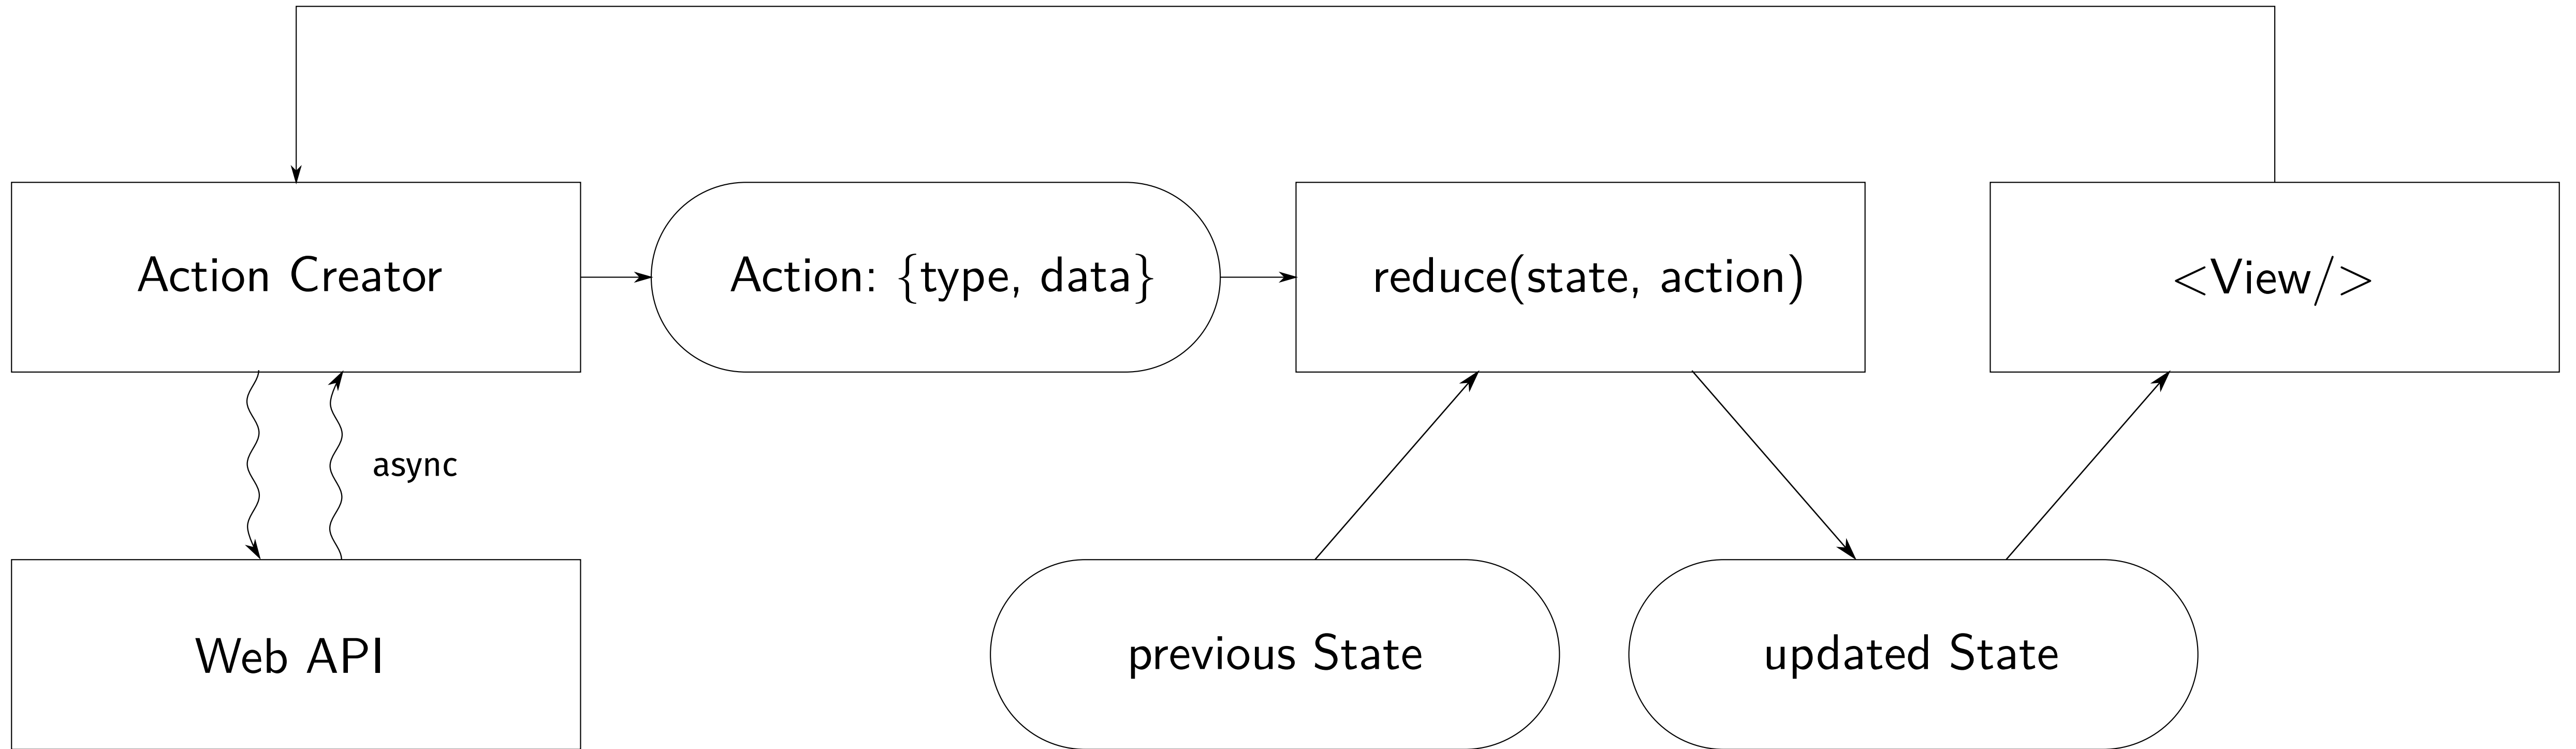 Action Creator
Action: {type, data}
reduce(state, action)
<View/>
async
Web API
previous State
updated State